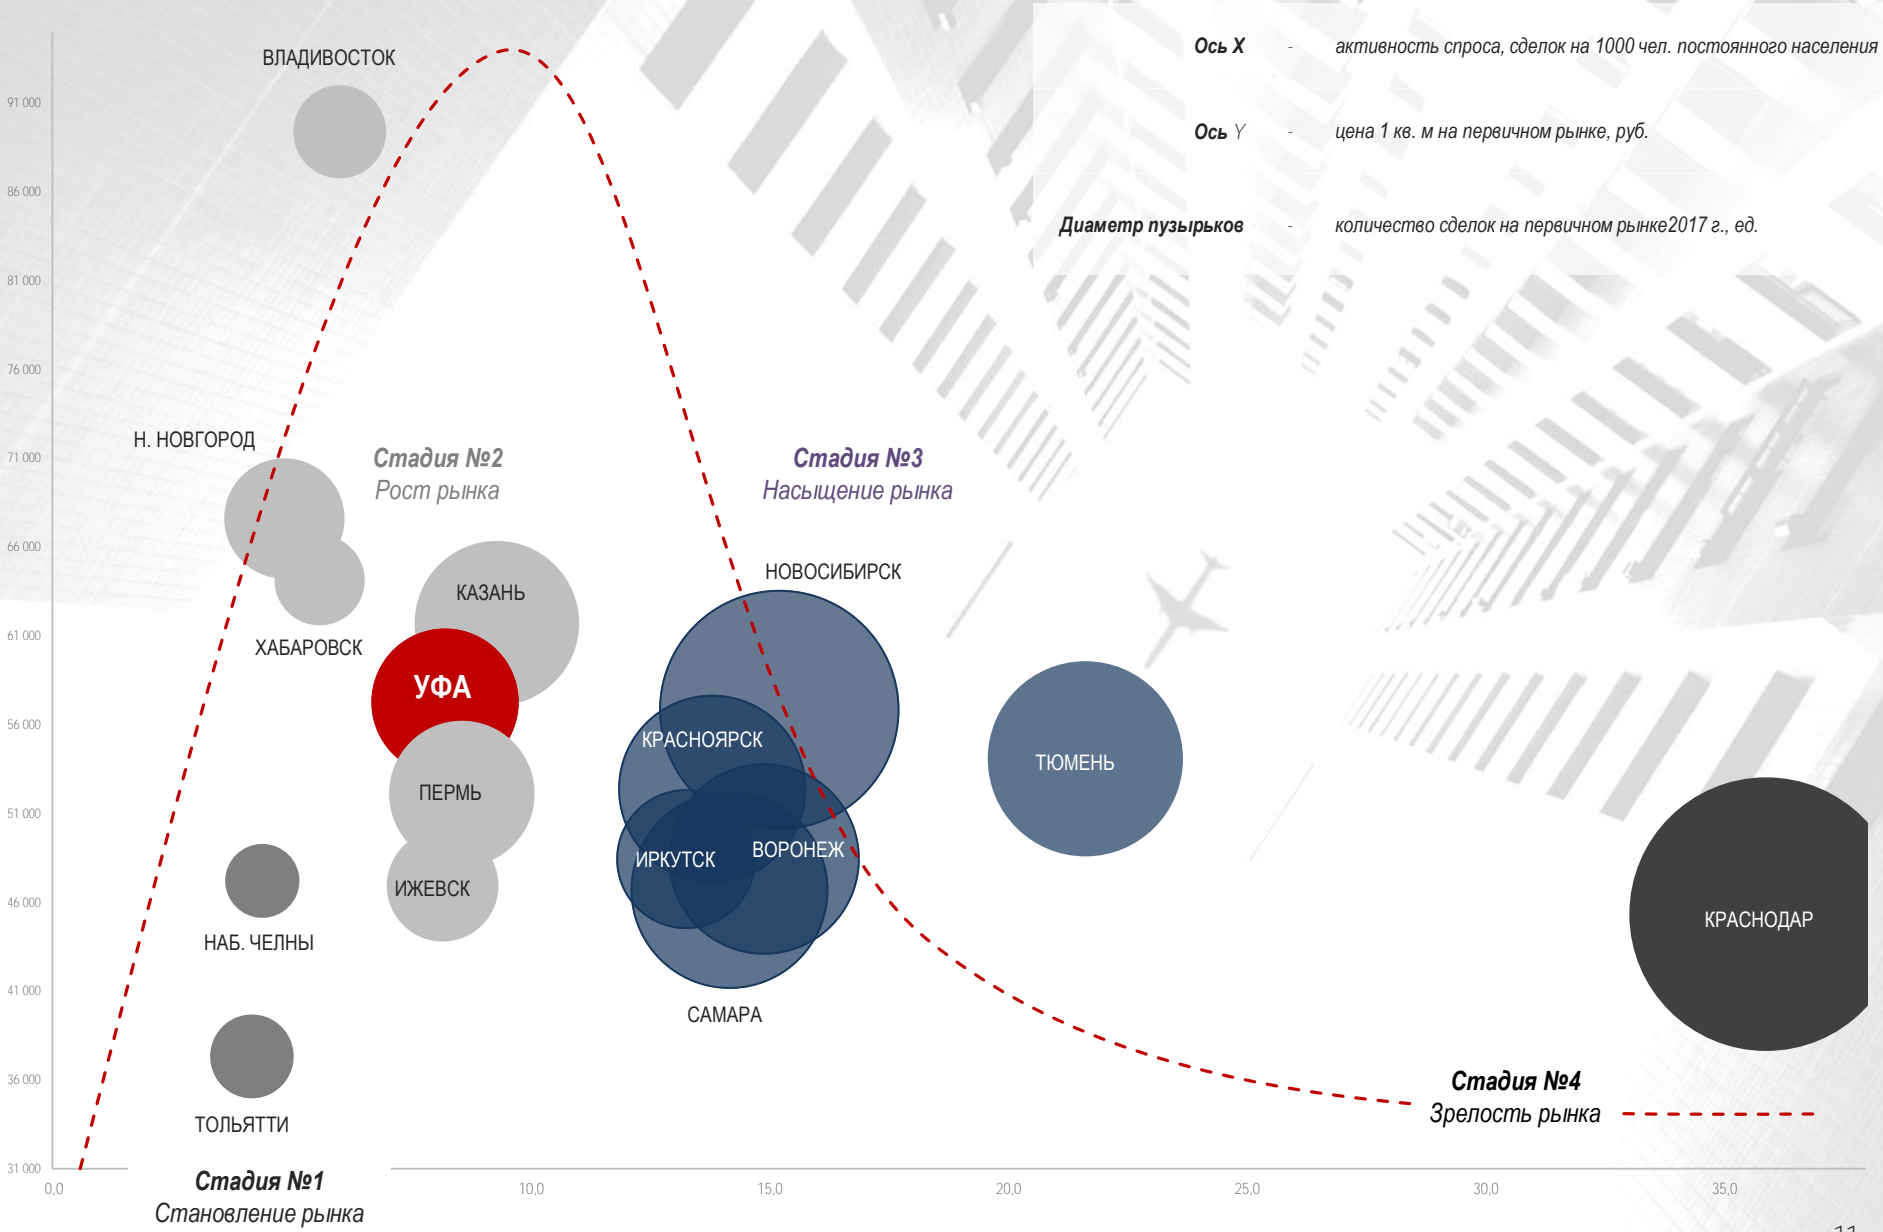 Ось X - активность спроса, сделок на 1000 чел. постоянного населения
Ось Y - цена 1 кв. м на первичном рынке, руб.
Диаметр пузырьков - количество сделок на первичном рынке2017 г., ед.
ВЛАДИВОСТОК
91 000
86 000
81 000
76 000
71 000
66 000
61 000
56 000
51 000
46 000
41 000
36 000
31 000
Н. НОВГОРОД
Стадия №2
Рост рынка
Стадия №3
Насыщение рынка
НОВОСИБИРСК
КАЗАНЬ
ХАБАРОВСК
УФА
КРАСНОЯРСК
ТЮМЕНЬ
ПЕРМЬ
ИРКУТСК
ВОРОНЕЖ
ИЖЕВСК
КРАСНОДАР
НАБ. ЧЕЛНЫ
САМАРА
Стадия №4
Зрелость рынка
ТОЛЬЯТТИ
Стадия №1
Становление рынка
0,0 10,0 15,0 20,0 25,0 30,0 35,0